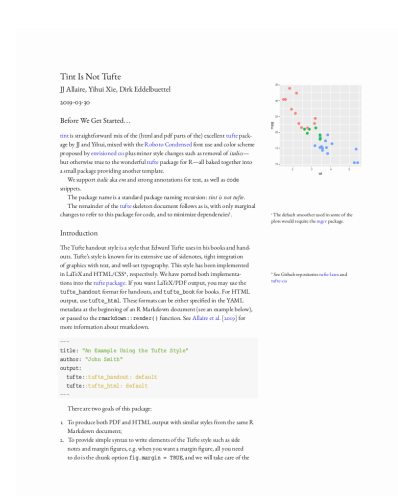 Tint Is Not Tufte
JJ Allaire, Yihui Xie, Dirk Eddelbuettel
2019-03-30
Before We Get Started…
tint is straightforward mix of the (html and pdf parts of the) excellent tufte pack-
age by JJ and Yihui, mixed with the Roboto Condensed font use and color scheme
proposed by envisioned css plus minor style changes such as removal of italics—
but otherwise true to the wonderful tufte package for R—all baked together into
a small package providing another template.
We support italic aka em and strong annotations for text, as well as code
snippets.
The package name is a standard package naming recursion: tint is not tufte.
The remainder of the tufte skeleton document follows as is, with only marginal
changes to refer to this package for code, and to minimize dependencies¹.
¹ The default smoother used in some of the
plots would require the mgcv package.
Introduction
The Tufte handout style is a style that Edward Tufte uses in his books and hand-
outs. Tufte's style is known for its extensive use of sidenotes, tight integration
of graphics with text, and well-set typography. This style has been implemented
in LaTeX and HTML/CSS², respectively. We have ported both implementa-
tions into the tufte package. If you want LaTeX/PDF output, you may use the
tufte_handout format for handouts, and tufte_book for books. For HTML
output, use tufte_html. These formats can be either specified in the YAML
metadata at the beginning of an R Markdown document (see an example below),
or passed to the rmarkdown::render() function. See Allaire et al. [2019] for
more information about rmarkdown.
² See Github repositories tufte-latex and
tufte-css
---
title: "An Example Using the Tufte Style"
author: "John Smith"
output:
tufte::tufte_handout: default
tufte::tufte_html: default
---
There are two goals of this package:
1. To produce both PDF and HTML output with similar styles from the same R
Markdown document;
2. To provide simple syntax to write elements of the Tufte style such as side
notes and margin figures, e.g. when you want a margin figure, all you need
to do is the chunk option fig.margin = TRUE, and we will take care of the